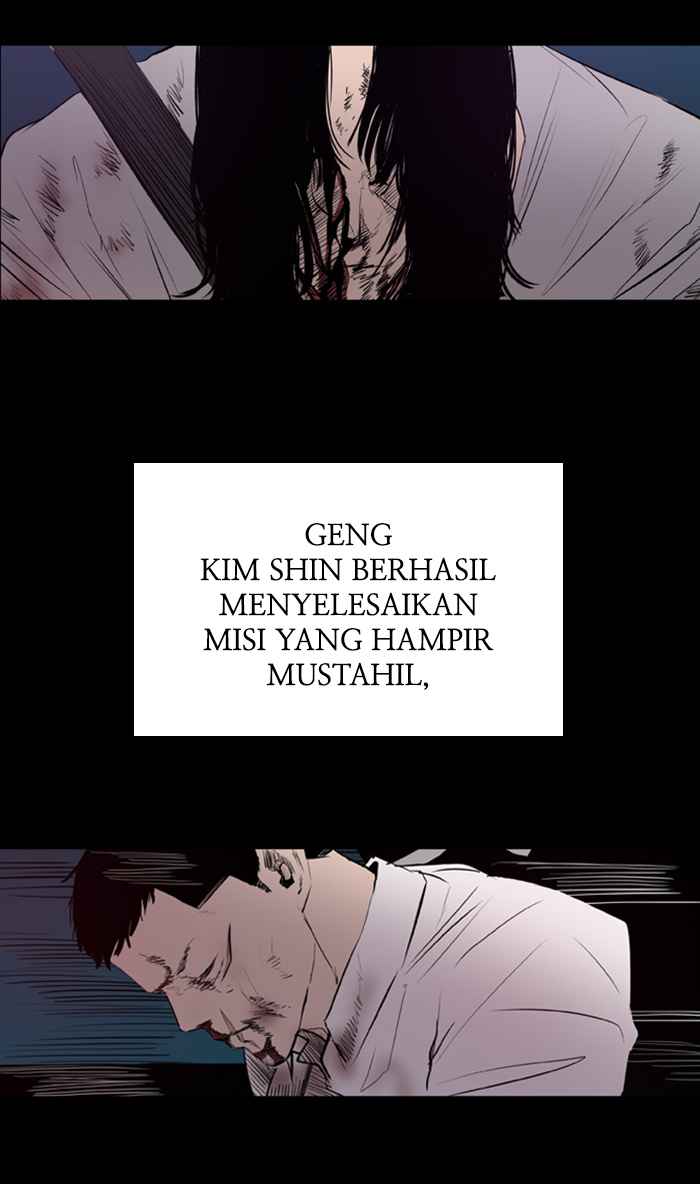 GENG
KIM SHIN BERHASIL
MENYELESAIKAN
MISI YANG HAMPIR
MUSTAHIL,